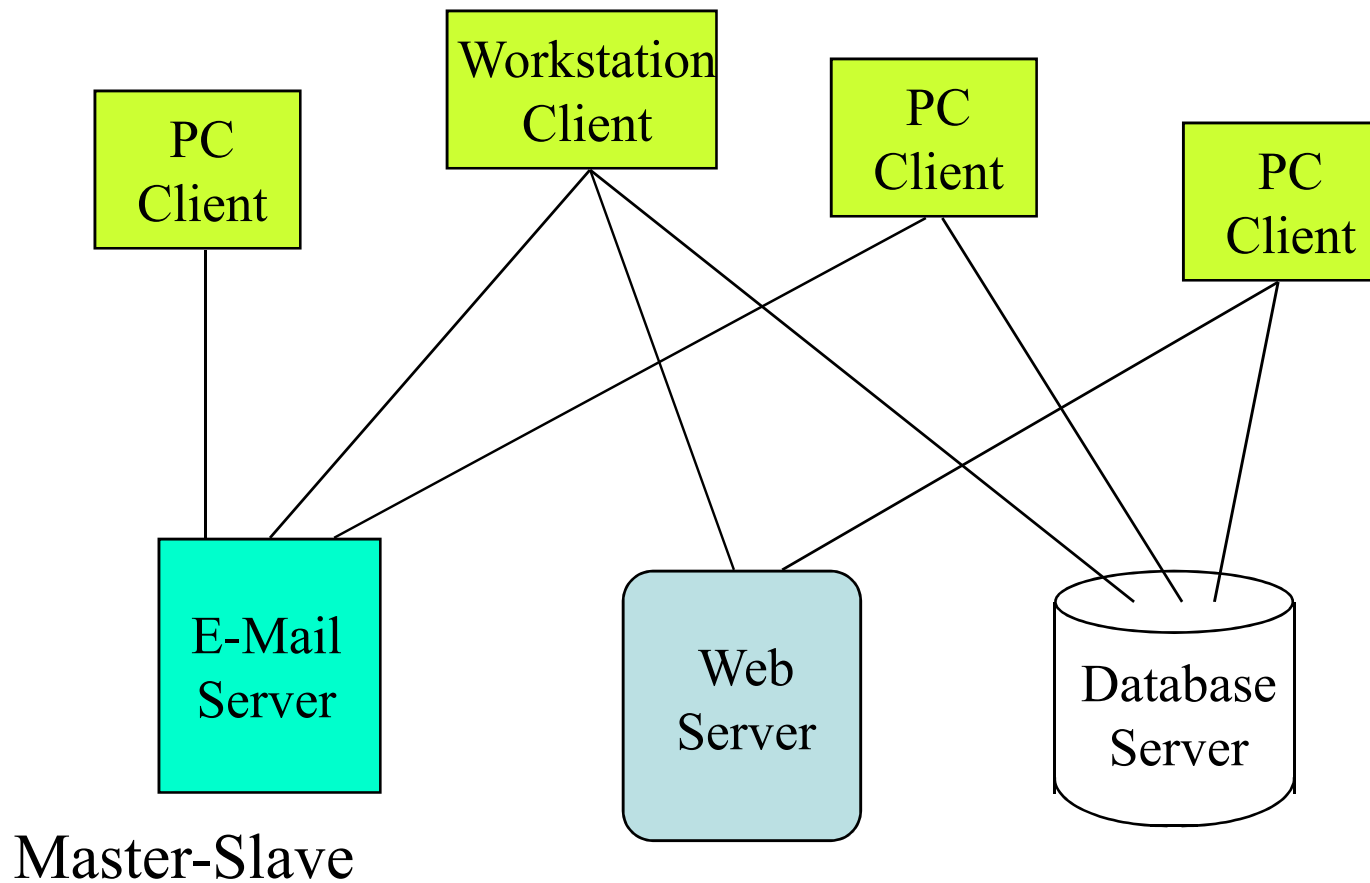 Workstation
Client
PC
Client
PC
Client
PC
Client
E-Mail
Server
Web
Server
Database
Server
Master-Slave